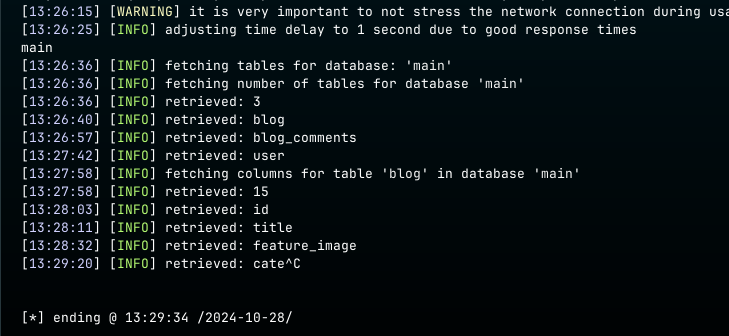 [13:26:15] [WARNING] it is very important to not stress the network connection during usa
[13:26:25] [INFO] adjusting time delay to 1 second due to good response times
main
[13:26:36] [INFO] fetching tables for database: 'main'
[13:26:36] [INFO] fetching number of tables for database 'main'
[13:26:36] [INFO] retrieved: 3
[13:26:40] [INFO] retrieved: blog
[13:26:57] [INFO] retrieved: blog_comments
[13:27:42] [INFO] retrieved: user
[13:27:58] [INFO] fetching columns for table 'blog' in database 'main'
[13:27:58] [INFO] retrieved: 15
[13:28:03] [INFO] retrieved: id
[13:28:11] [INFO] retrieved: title
[13:28:32] [INFO] retrieved: feature_image
[13:29:20] [INFO] retrieved: cate^C
[*] ending @ 13:29:34 /2024-10-28/